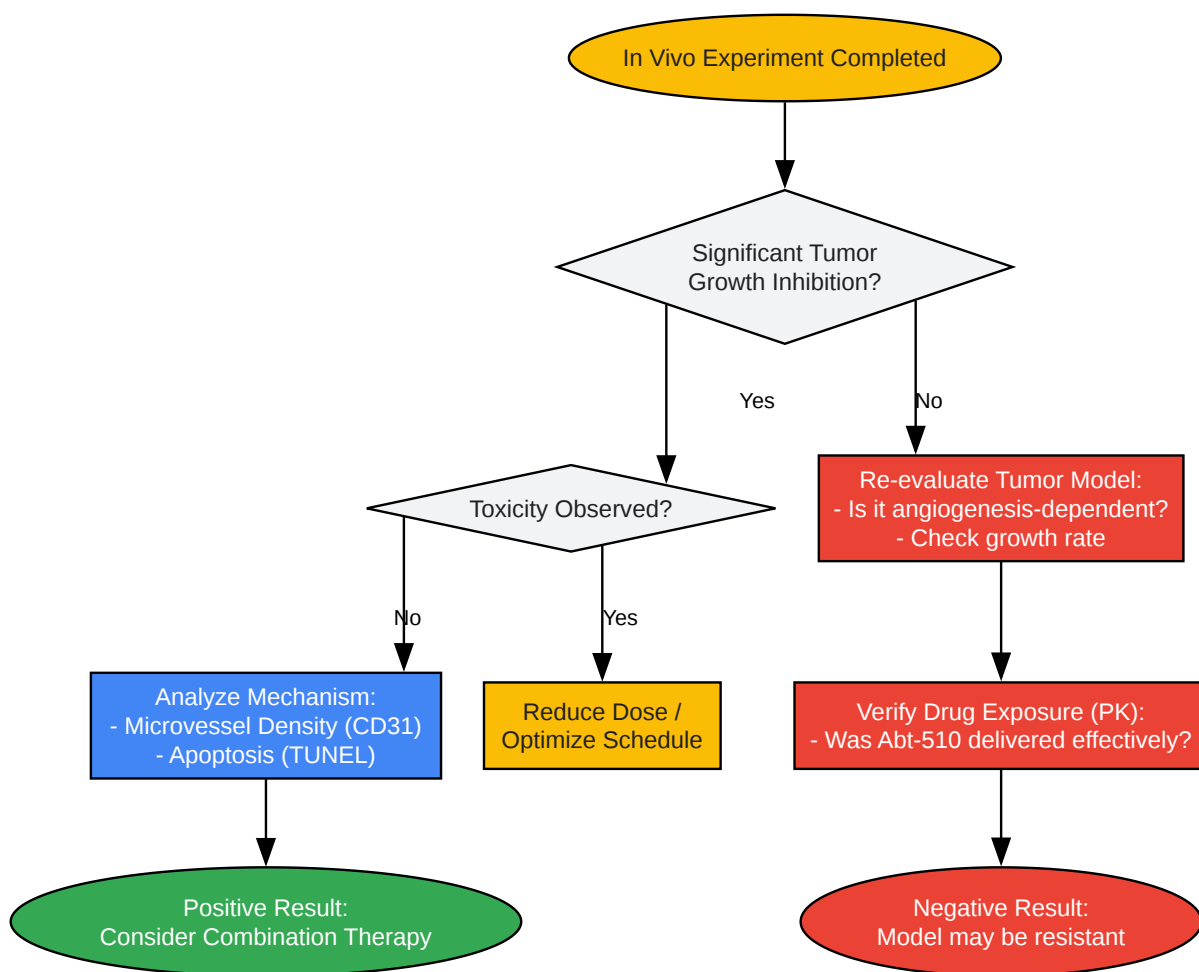 In Vivo Experiment Completed
Significant Tumor
Growth Inhibition?
Yes
No
Toxicity Observed?
Re-evaluate Tumor Model:
- Is it angiogenesis-dependent?
- Check growth rate
No
Yes
Analyze Mechanism:
- Microvessel Density (CD31)
- Apoptosis (TUNEL)
Reduce Dose /
Optimize Schedule
Verify Drug Exposure (PK):
- Was Abt-510 delivered effectively?
Positive Result:
Consider Combination Therapy
Negative Result:
Model may be resistant